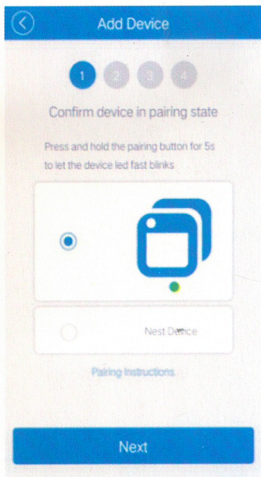 Add Device
1 2 3 4
Confirm device in pairing state
Press and hold the pairing button for 5s
to let the device led fast blinks
Nest Device
Pairing Instructions
Next